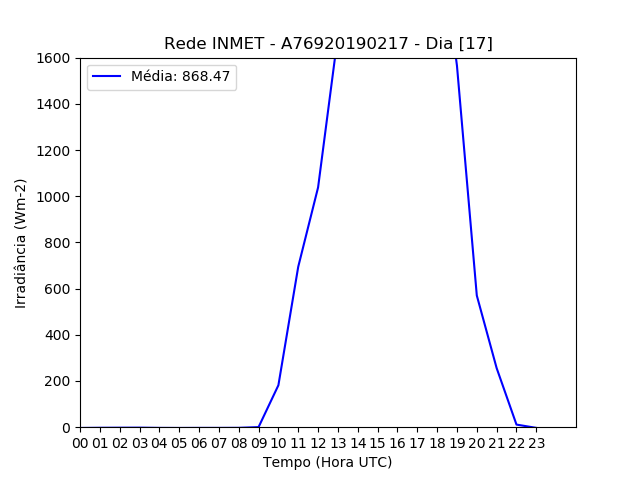 Rede INMET - A76920190217 - Dia [17]
Média: 868.47
Irradiância (Wm-2)
1600
1400
1200
1000
800
600
400
200
0
00 01 02 03 04 05 06 07 08 09 10 11 12 13 14 15 16 17 18 19 20 21 22 23
Tempo (Hora UTC)